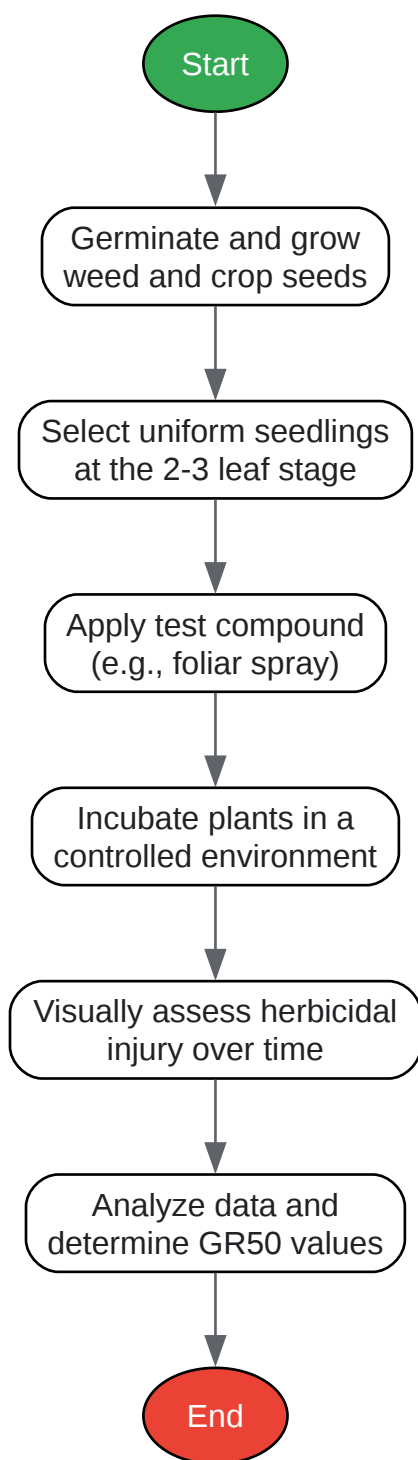 Start
Germinate and grow
weed and crop seeds
Select uniform seedlings
at the 2-3 leaf stage
Apply test compound
(e.g., foliar spray)
Incubate plants in a
controlled environment
Visually assess herbicidal
injury over time
Analyze data and
determine GR50 values
End